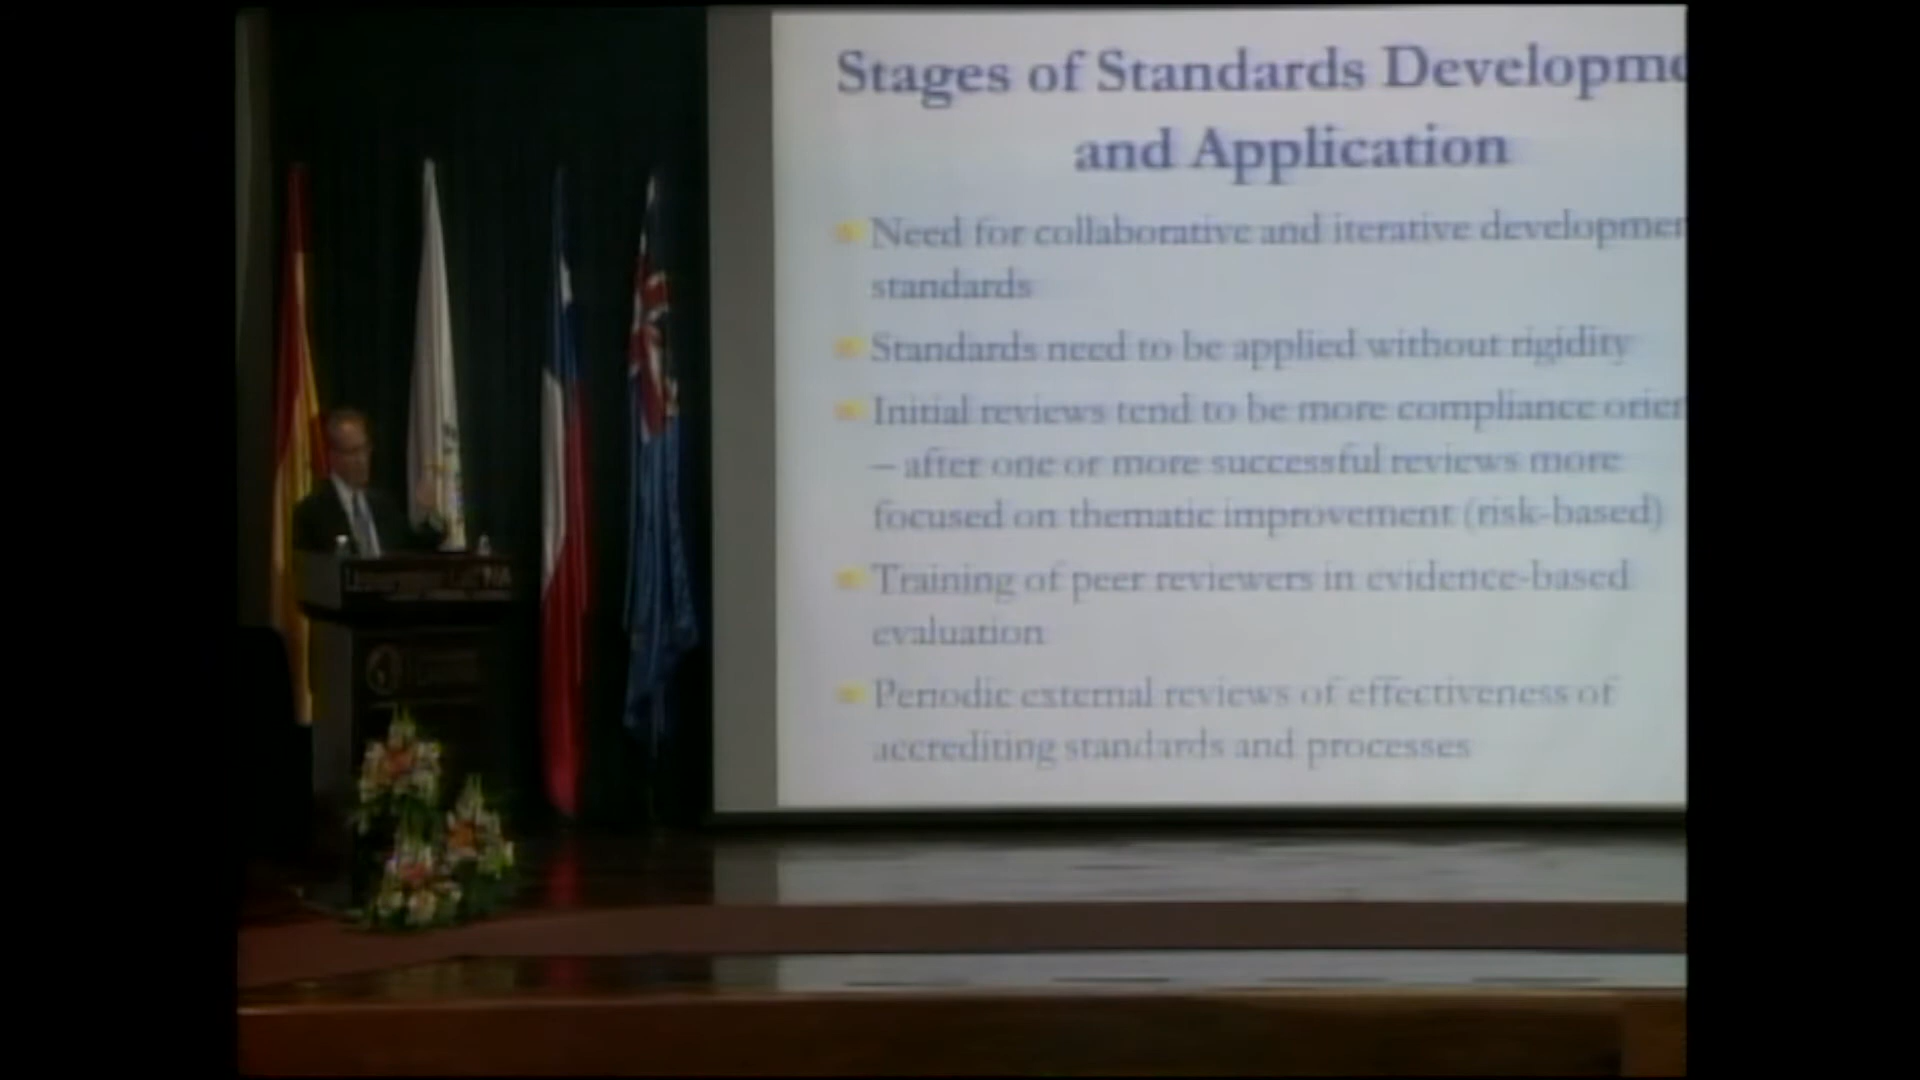 Stages of Standards Developme
and Application
Need for collaborative and iterative developmen
standards
Standards need to be applied without rigidity
Initial reviews tend to be more compliance orien
– after one or more successful reviews more
focused on thematic improvement (risk-based)
Training of peer reviewers in evidence-based
evaluation
Periodic external reviews of effectiveness of
accrediting standards and processes